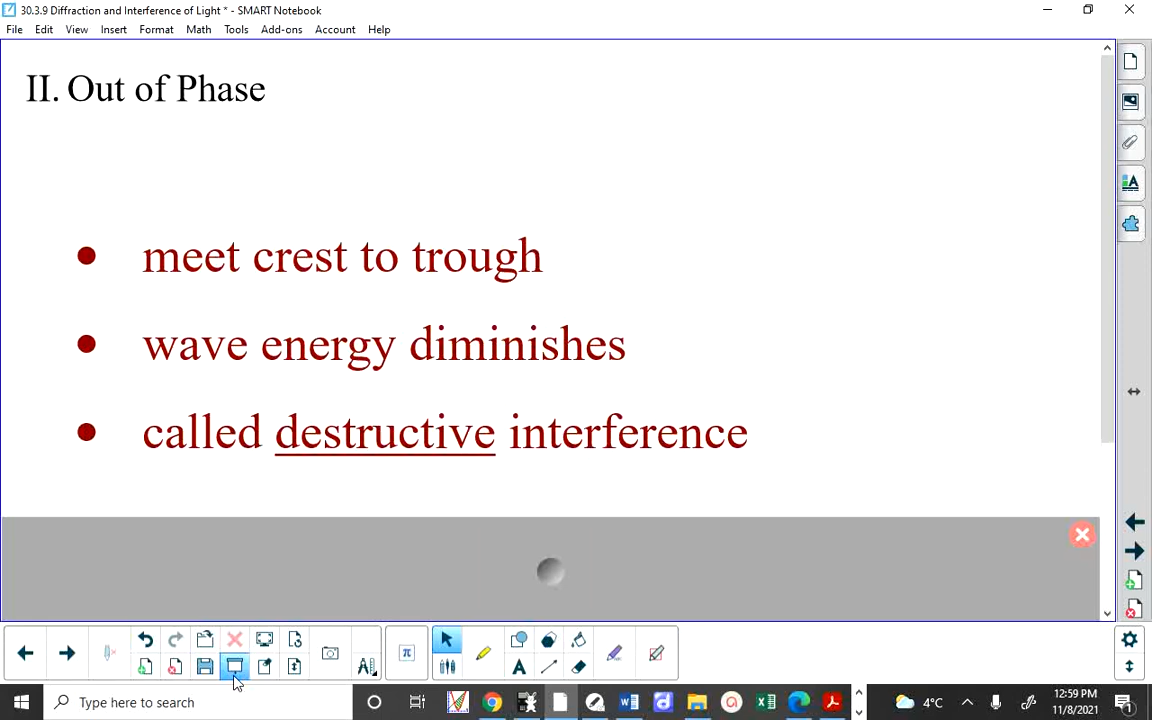 30.3.9 Diffraction and Interference of Light * - SMART Notebook
File Edit View Insert Format Math Tools Add-ons Account Help
II. Out of Phase
• meet crest to trough
• wave energy diminishes
• called destructive interference
π
A
Type here to search
4°C
12:59 PM
11/8/2021
1